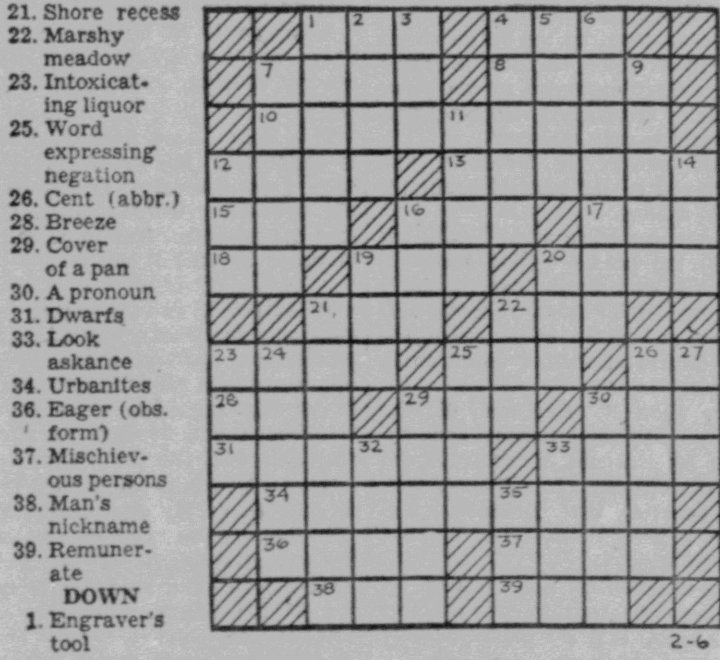 21. Shore recess
22. Marshy
meadow
23. Intoxicat-
ing liquor
25. Word
expressing
negation
26. Cent (abbr.)
28. Breeze
29. Cover
of a pan
30. A pronoun
31. Dwarfs
33. Look
askance
34. Urbanites
36. Eager (obs.
form)
37. Mischiev-
ous persons
38. Man's
nickname
39. Remuner-
ate
DOWN
1. Engraver's
tool
1 2 3 4 5 6
7 8 9
10 11
12 13 14
15 16 17
18 19 20
21 22
23 24 25 26 27
28 29 30
31 32 33
34 35
36 37
38 39
2-6